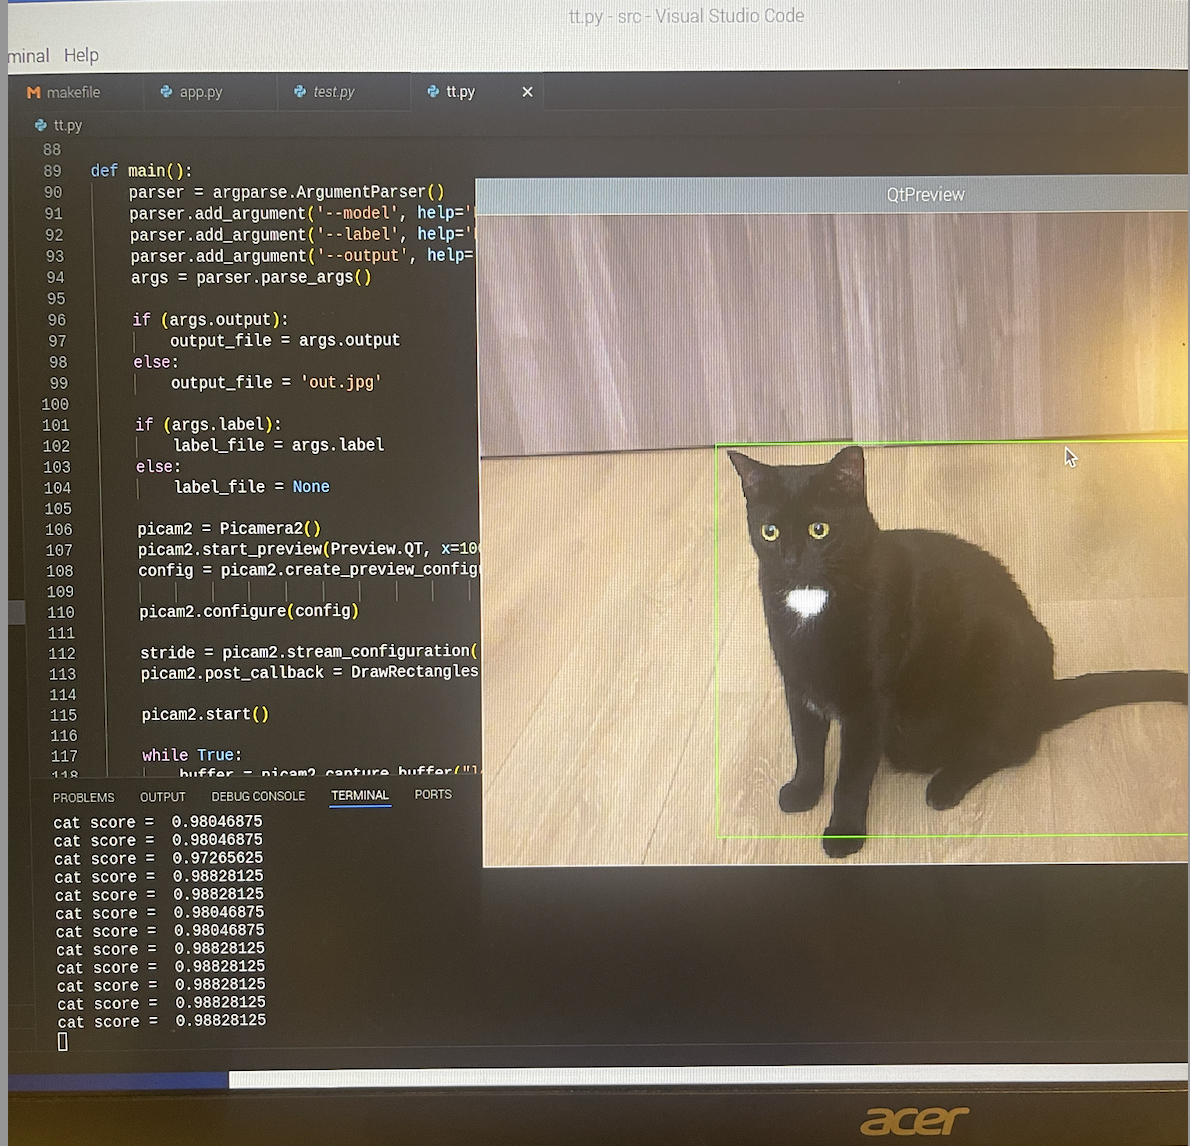 tt.py - src - Visual Studio Code
minal Help
makefile app.py test.py tt.py
tt.py
88
89 def main():
90 parser = argparse.ArgumentParser()
91 parser.add_argument('--model', help='
92 parser.add_argument('--label', help='
93 parser.add_argument('--output', help=
94 args = parser.parse_args()
95
96 if (args.output):
97 output_file = args.output
98 else:
99 output_file = 'out.jpg'
100
101 if (args.label):
102 label_file = args.label
103 else:
104 label_file = None
105
106 picam2 = Picamera2()
107 picam2.start_preview(Preview.QT, x=10
108 config = picam2.create_preview_config
109
110 picam2.configure(config)
111
112 stride = picam2.stream_configuration(
113 picam2.post_callback = DrawRectangles
114
115 picam2.start()
116
117 while True:
118 buffer = picam2.capture_buffer("l
QtPreview
PROBLEMS OUTPUT DEBUG CONSOLE TERMINAL PORTS
cat score = 0.98046875
cat score = 0.98046875
cat score = 0.97265625
cat score = 0.98828125
cat score = 0.98828125
cat score = 0.98046875
cat score = 0.98046875
cat score = 0.98828125
cat score = 0.98828125
cat score = 0.98828125
cat score = 0.98828125
cat score = 0.98828125
acer